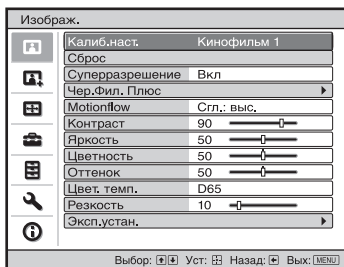 Изображ.
Калиб.наст. Кинофильм 1
Сброс
Суперразрешение Вкл
Чер.Фил. Плюс
Motionflow Сгл.: выс.
Контраст 90
Яркость 50
Цветность 50
Оттенок 50
Цвет. темп. D65
Резкость 10
Эксп.устан.
Выбор: Уст: Назад: Вых: MENU